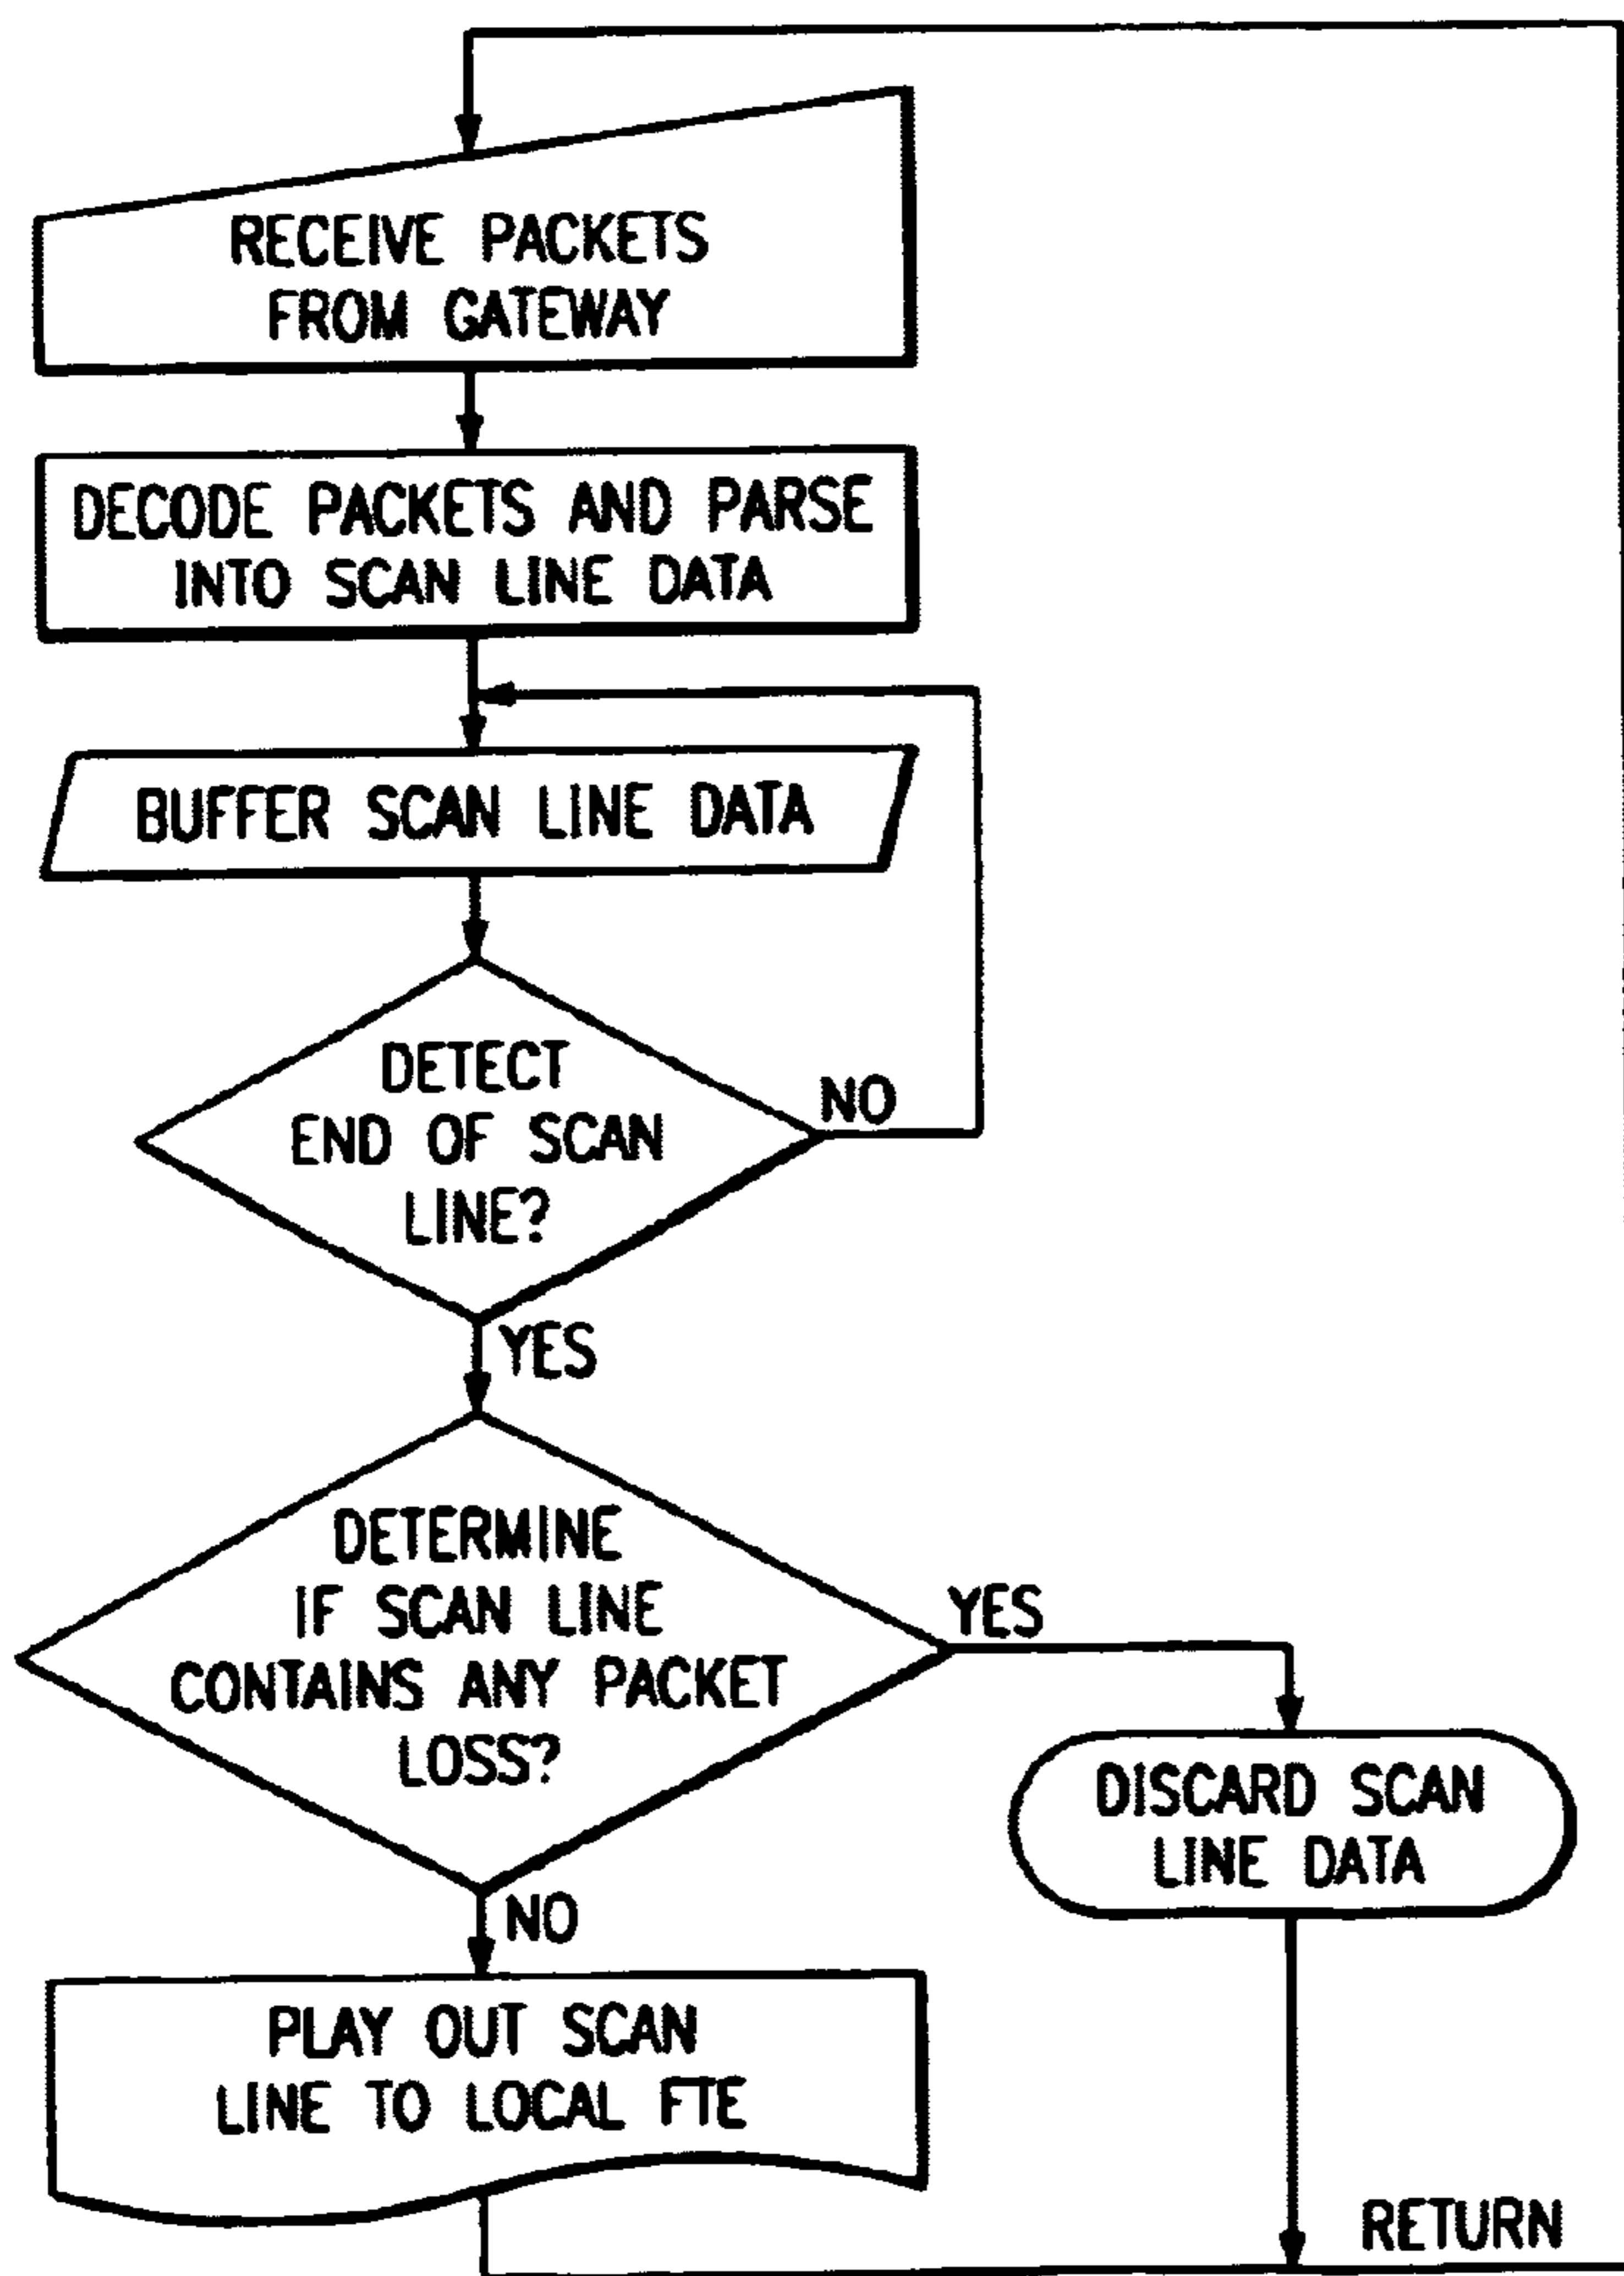 RECEIVE PACKETS
FROM GATEWAY
DECODE PACKETS AND PARSE
INTO SCAN LINE DATA
BUFFER SCAN LINE DATA
DETECT
END OF SCAN
LINE?
NO
YES
DETERMINE
IF SCAN LINE
CONTAINS ANY PACKET
LOSS?
YES
DISCARD SCAN
LINE DATA
NO
PLAY OUT SCAN
LINE TO LOCAL FTE
RETURN